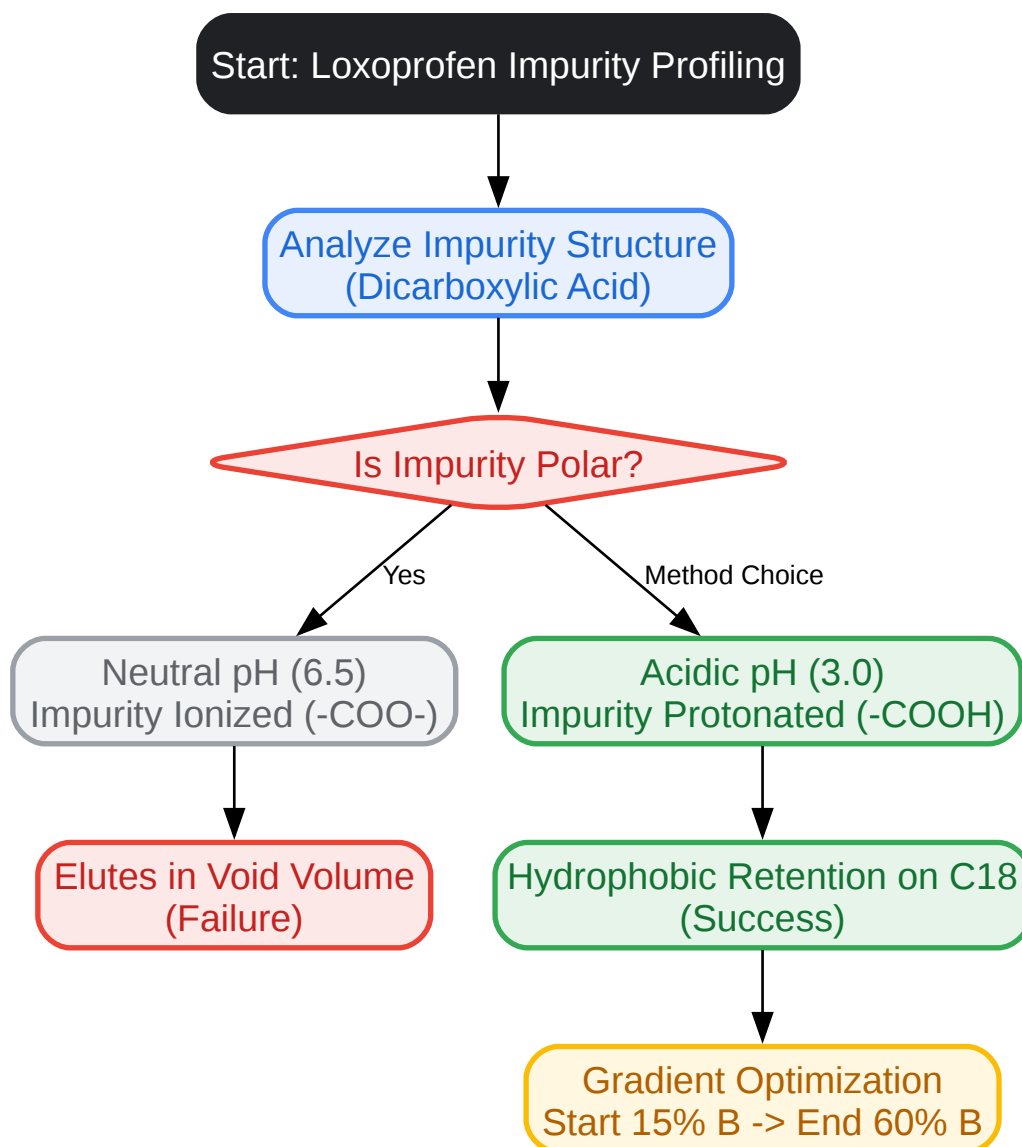 Start: Loxoprofen Impurity Profiling
Analyze Impurity Structure
(Dicarboxylic Acid)
Is Impurity Polar?
Yes
Method Choice
Neutral pH (6.5)
Impurity Ionized (-COO-)
Acidic pH (3.0)
Impurity Protonated (-COOH)
Elutes in Void Volume
(Failure)
Hydrophobic Retention on C18
(Success)
Gradient Optimization
Start 15% B -> End 60% B